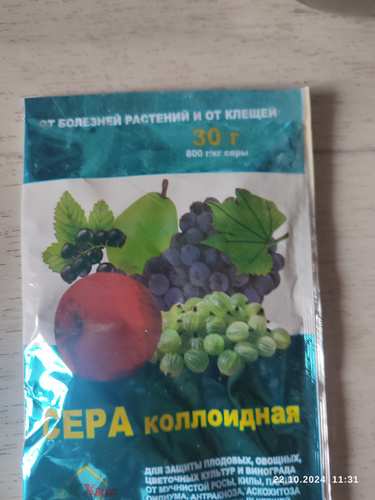 ОТ БОЛЕЗНЕЙ РАСТЕНИЙ И ОТ КЛЕЩЕЙ
30 г
800 г/кг серы
СЕРА коллоидная
ДЛЯ ЗАЩИТЫ ПЛОДОВЫХ, ОВОЩНЫХ,
ЦВЕТОЧНЫХ КУЛЬТУР И ВИНОГРАДА
ОТ МУЧНИСТОЙ РОСЫ, КИЛЫ,
ОИДИУМА, АНТРАКНОЗА, АСКОХИТОЗА
22.10.2024 11:31